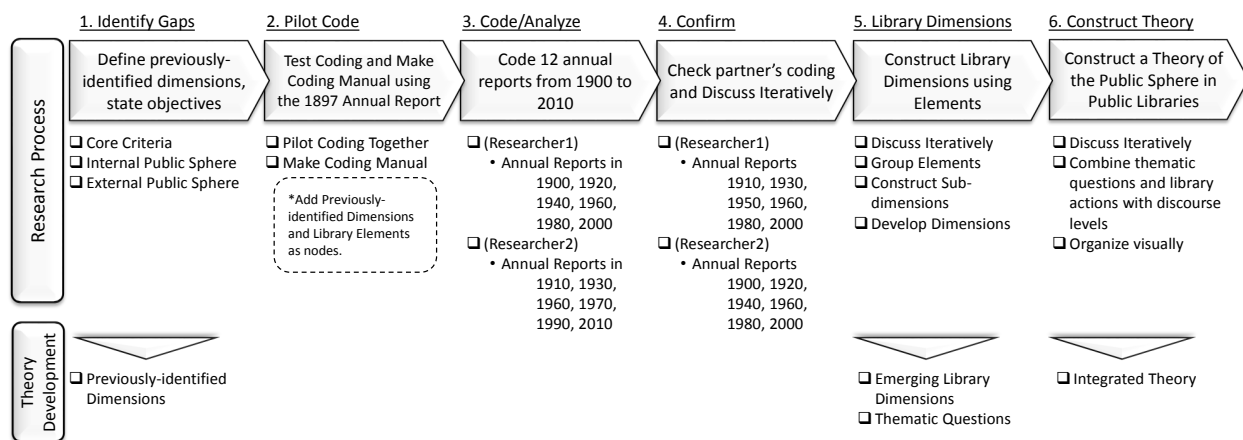 1. Identify Gaps
2. Pilot Code
3. Code/Analyze
4. Confirm
5. Library Dimensions
6. Construct Theory
Research Process
Define previously-
identified dimensions,
state objectives
Test Coding and Make
Coding Manual using
the 1897 Annual Report
Code 12 annual
reports from 1900 to
2010
Check partner's coding
and Discuss Iteratively
Construct Library
Dimensions using
Elements
Construct a Theory of
the Public Sphere in
Public Libraries
❑ Core Criteria
❑ Internal Public Sphere
❑ External Public Sphere
❑ Pilot Coding Together
❑ Make Coding Manual
*Add Previously-
identified Dimensions
and Library Elements
as nodes.
❑ (Researcher1)
• Annual Reports in
1900, 1920,
1940, 1960,
1980, 2000
❑ (Researcher2)
• Annual Reports in
1910, 1930,
1960, 1970,
1990, 2010
❑ (Researcher1)
• Annual Reports
1910, 1930,
1950, 1960,
1980, 2000
❑ (Researcher2)
• Annual Reports
1900, 1920,
1940, 1960,
1980, 2000
❑ Discuss Iteratively
❑ Group Elements
❑ Construct Sub-
dimensions
❑ Develop Dimensions
❑ Discuss Iteratively
❑ Combine thematic
questions and library
actions with discourse
levels
❑ Organize visually
Theory
Development
❑ Previously-identified
Dimensions
❑ Emerging Library
Dimensions
❑ Thematic Questions
❑ Integrated Theory